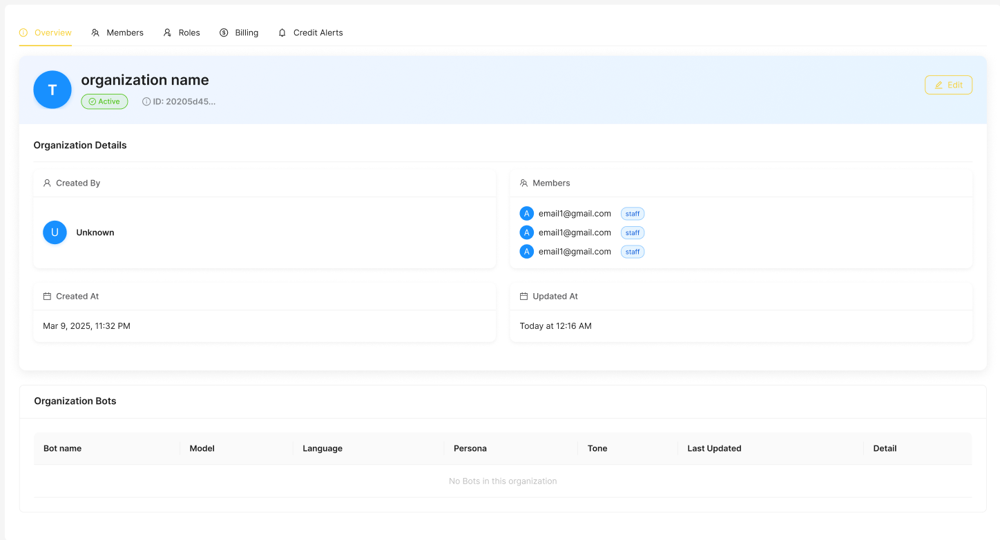 Overview Members Roles Billing Credit Alerts
T
organization name
Active ID: 20205d45...
Edit
Organization Details
Created By
U Unknown
Members
A email1@gmail.com staff
A email1@gmail.com staff
A email1@gmail.com staff
Created At
Mar 9, 2025, 11:32 PM
Updated At
Today at 12:16 AM
Organization Bots
Bot name Model Language Persona Tone Last Updated Detail
No Bots in this organization